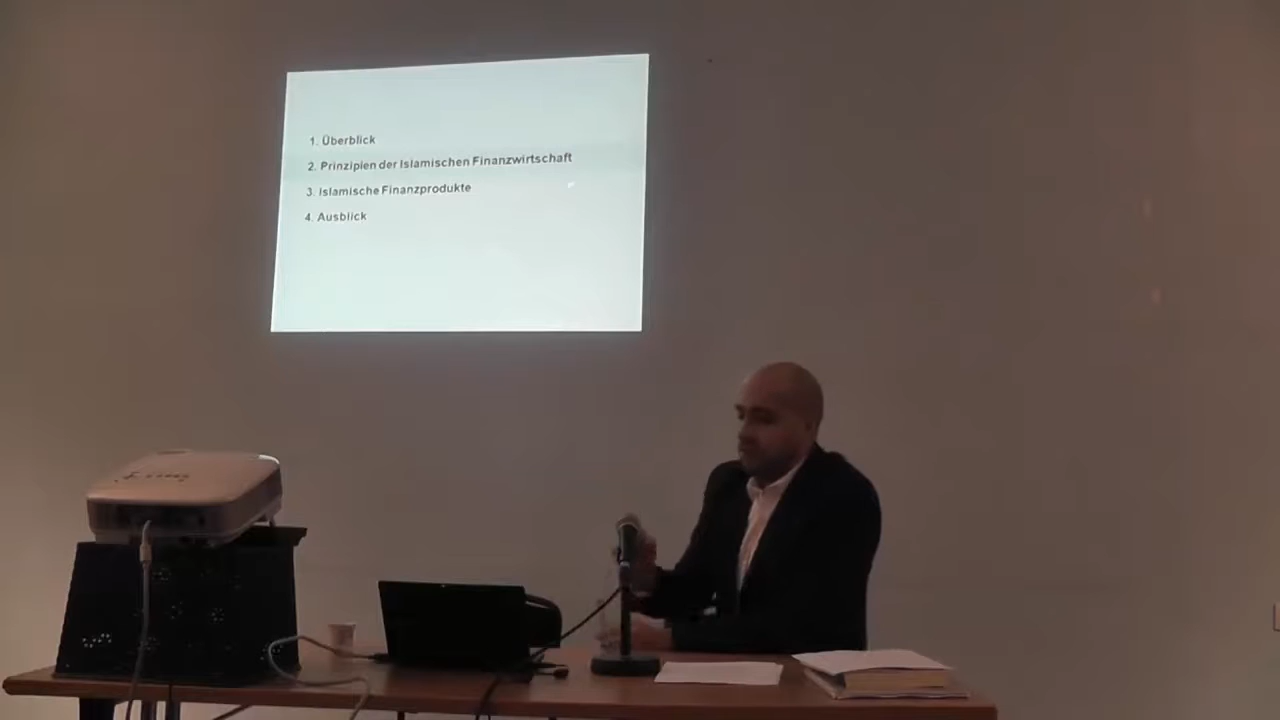 1. Überblick
2. Prinzipien der Islamischen Finanzwirtschaft
3. Islamische Finanzprodukte
4. Ausblick